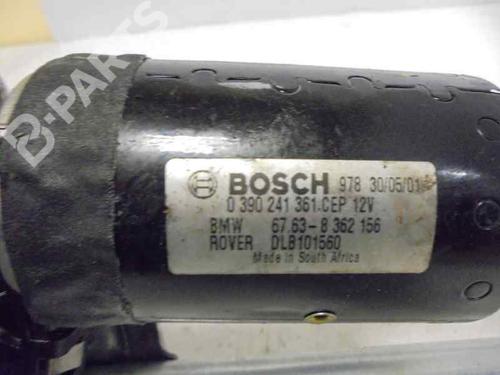 BOSCH 978 30/05/01
0 390 241 361 CEP 12V
BMW 67.63-8 362 156
ROVER DLB101560
Made in South Africa
B-PARTS